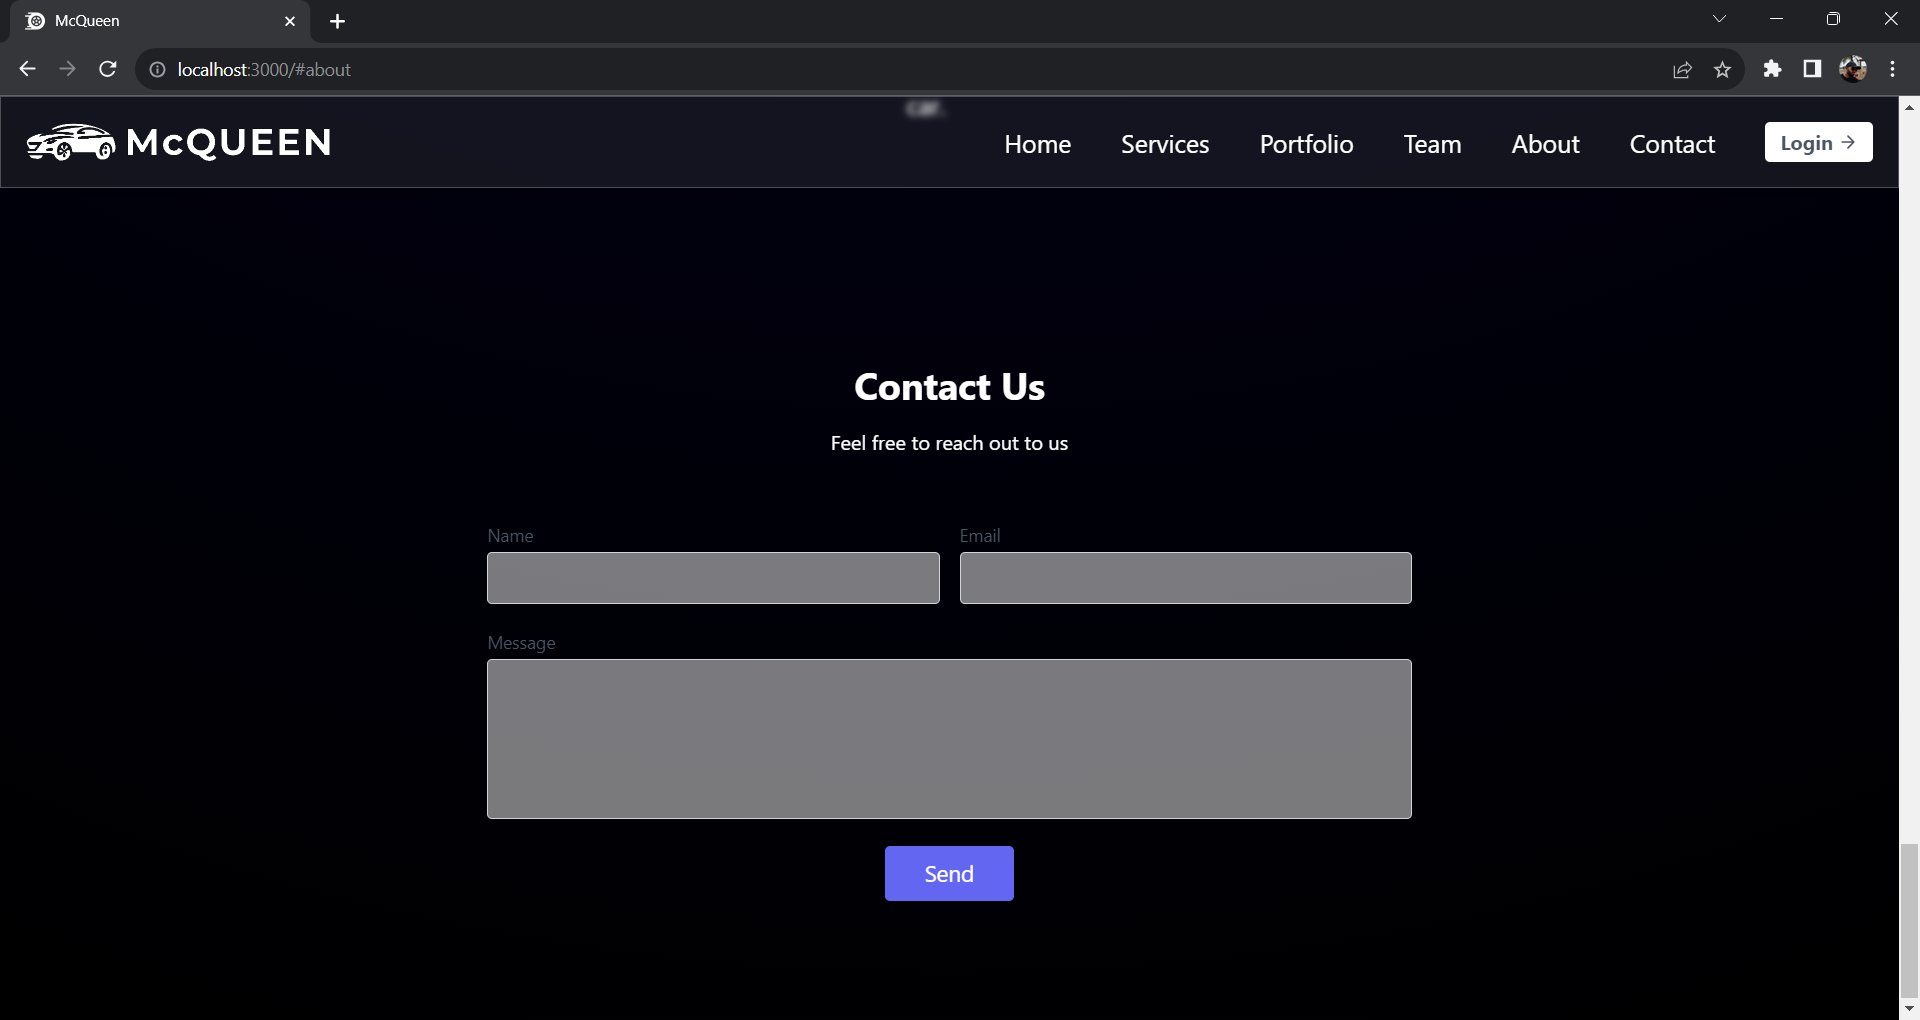 McQueen
localhost:3000/#about
car.
McQUEEN
Home Services Portfolio Team About Contact Login →
Contact Us
Feel free to reach out to us
Name Email
Message
Send